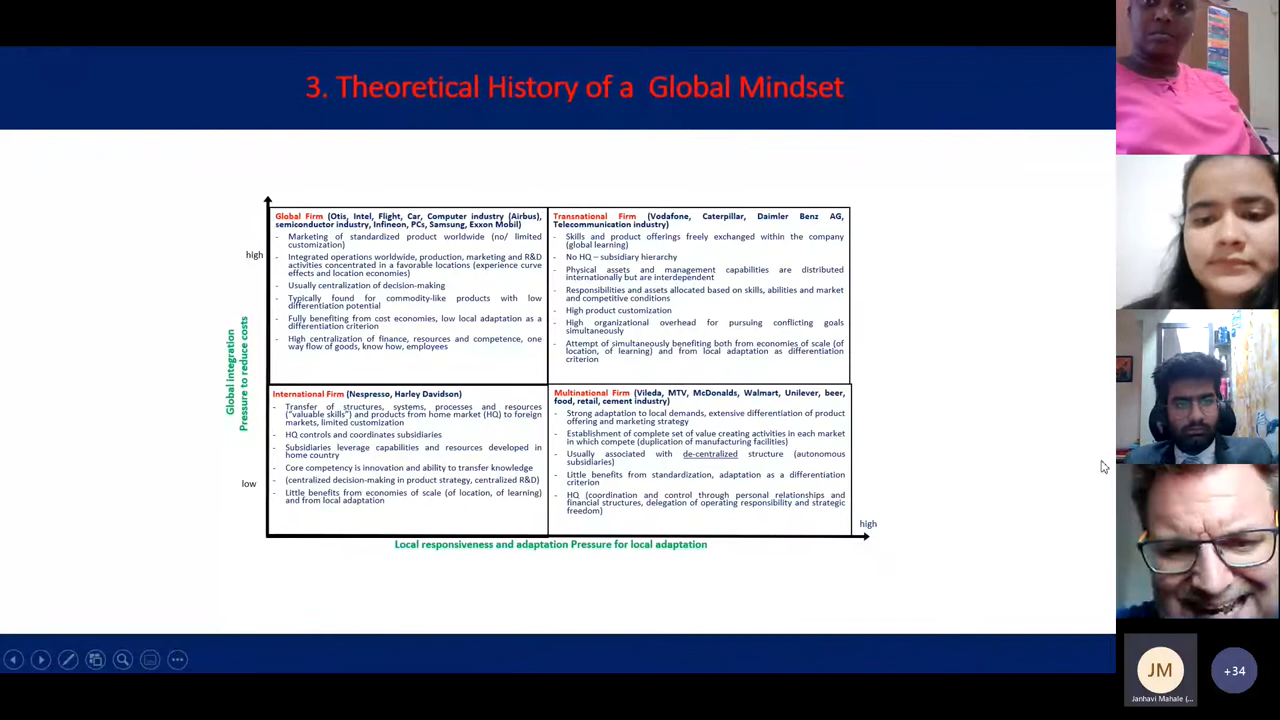 3. Theoretical History of a Global Mindset
Global Firm (Otis, Intel, Flight, Car, Computer industry (Airbus),
semiconductor industry, Infineon, PCs, Samsung, Exxon Mobil)
- Marketing of standardized product worldwide (no/ limited
customization)
- Integrated operations worldwide, production, marketing and R&D
activities concentrated in a favorable locations (experience curve
effects and location economies)
- Usually centralization of decision-making
- Typically found for commodity-like products with low
differentiation potential
- Fully benefiting from cost economies, low local adaptation as a
differentiation criterion
- High centralization of finance, resources and competence, one
way flow of goods, know how, employees
Transnational Firm (Vodafone, Caterpillar, Daimler Benz AG,
Telecommunication industry)
- Skills and product offerings freely exchanged within the company
(global learning)
- No HQ – subsidiary hierarchy
- Physical assets and management capabilities are distributed
internationally but are interdependent
- Responsibilities and assets allocated based on skills, abilities and market
and competitive conditions
- High product customization
- High organizational overhead for pursuing conflicting goals
simultaneously
- Attempt of simultaneously benefiting both from economies of scale (of
location, of learning) and from local adaptation as differentiation
criterion
International Firm (Nespresso, Harley Davidson)
- Transfer of structures, systems, processes and resources
("valuable skills") and products from home market (HQ) to foreign
markets, limited customization
- HQ controls and coordinates subsidiaries
- Subsidiaries leverage capabilities and resources developed in
home country
- Core competency is innovation and ability to transfer knowledge
- (centralized decision-making in product strategy, centralized R&D)
- Little benefits from economies of scale (of location, of learning)
and from local adaptation
Multinational Firm (Vileda, MTV, McDonalds, Walmart, Unilever, beer,
food, retail, cement industry)
- Strong adaptation to local demands, extensive differentiation of product
offering and marketing strategy
- Establishment of complete set of value creating activities in each market
in which compete (duplication of manufacturing facilities)
- Usually associated with de-centralized structure (autonomous
subsidiaries)
- Little benefits from standardization, adaptation as a differentiation
criterion
- HQ (coordination and control through personal relationships and
financial structures, delegation of operating responsibility and strategic
freedom)
high
low
Global integration
Pressure to reduce costs
high
Local responsiveness and adaptation Pressure for local adaptation
JM
Janhavi Mahale (...
+34